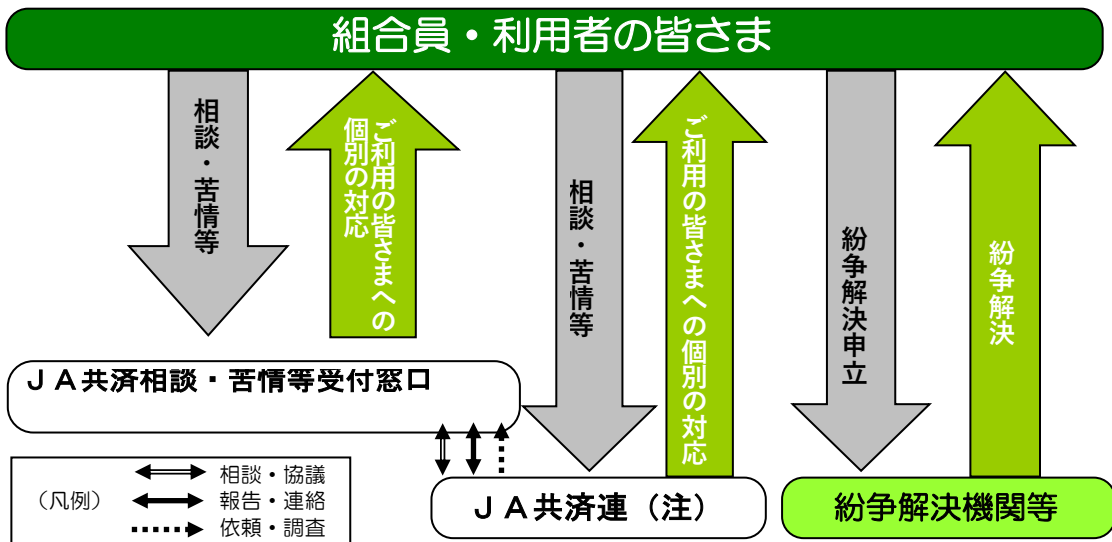 組合員・利用者の皆さま
相談・苦情等
ご利用の皆さまへの
個別の対応
相談・苦情等
ご利用の皆さまへの個別の対応
紛争解決申立
紛争解決
ＪＡ共済相談・苦情等受付窓口
（凡例）
相談・協議
報告・連絡
依頼・調査
ＪＡ共済連（注）
紛争解決機関等